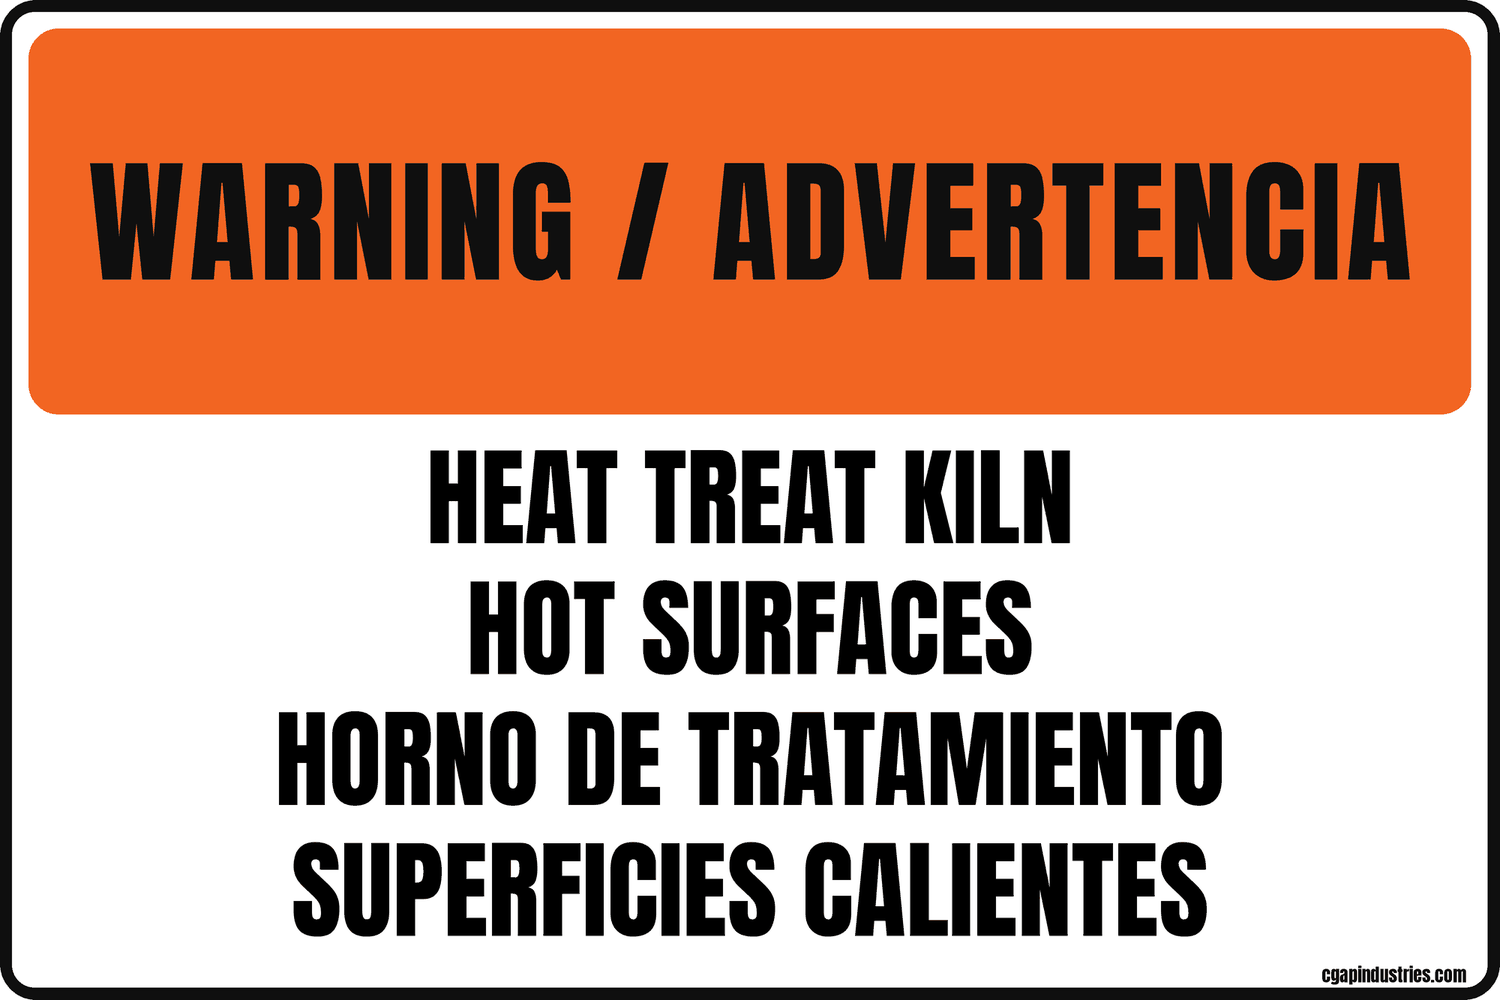 WARNING / ADVERTENCIA
HEAT TREAT KILN
HOT SURFACES
HORNO DE TRATAMIENTO
SUPERFICIES CALIENTES
cgapindustries.com